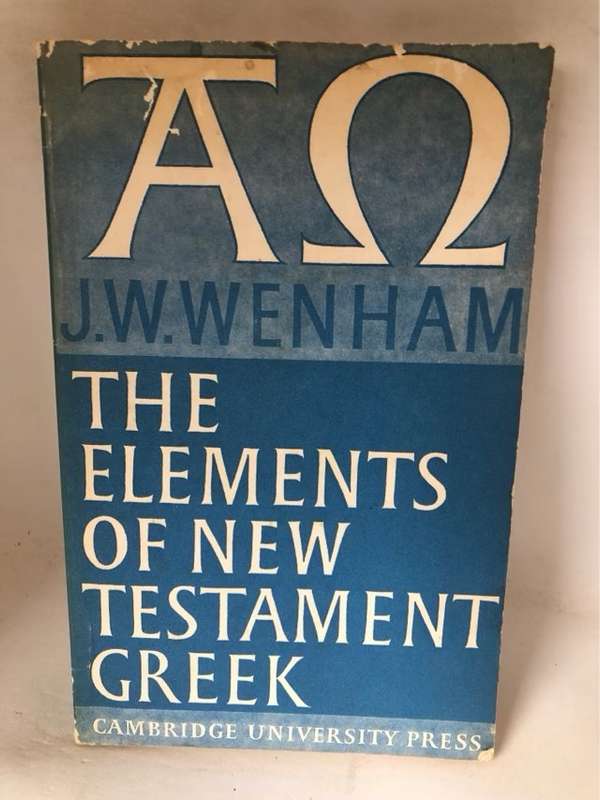 ΑΩ
J.W.WENHAM
THE
ELEMENTS
OF NEW
TESTAMENT
GREEK
CAMBRIDGE UNIVERSITY PRESS